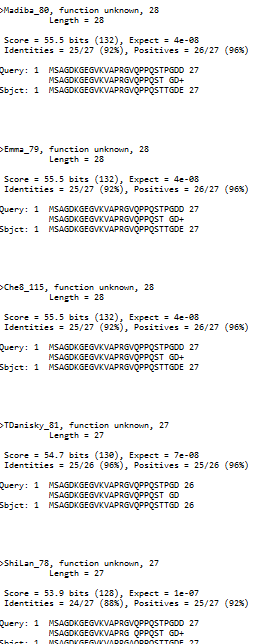 >Madiba_80, function unknown, 28
Length = 28
Score = 55.5 bits (132), Expect = 4e-08
Identities = 25/27 (92%), Positives = 26/27 (96%)
Query: 1 MSAGDKGEGVKVAPRGVQPPQSTPGDD 27
MSAGDKGEGVKVAPRGVQPPQST GD+
Sbjct: 1 MSAGDKGEGVKVAPRGVQPPQSTTGDE 27
>Emma_79, function unknown, 28
Length = 28
Score = 55.5 bits (132), Expect = 4e-08
Identities = 25/27 (92%), Positives = 26/27 (96%)
Query: 1 MSAGDKGEGVKVAPRGVQPPQSTPGDD 27
MSAGDKGEGVKVAPRGVQPPQST GD+
Sbjct: 1 MSAGDKGEGVKVAPRGVQPPQSTTGDE 27
>Che8_115, function unknown, 28
Length = 28
Score = 55.5 bits (132), Expect = 4e-08
Identities = 25/27 (92%), Positives = 26/27 (96%)
Query: 1 MSAGDKGEGVKVAPRGVQPPQSTPGDD 27
MSAGDKGEGVKVAPRGVQPPQST GD+
Sbjct: 1 MSAGDKGEGVKVAPRGVQPPQSTTGDE 27
>TDanisky_81, function unknown, 27
Length = 27
Score = 54.7 bits (130), Expect = 7e-08
Identities = 25/26 (96%), Positives = 25/26 (96%)
Query: 1 MSAGDKGEGVKVAPRGVQPPQSTPGD 26
MSAGDKGEGVKVAPRGVQPPQST GD
Sbjct: 1 MSAGDKGEGVKVAPRGVQPPQSTTGD 26
>ShiLan_78, function unknown, 27
Length = 27
Score = 53.9 bits (128), Expect = 1e-07
Identities = 24/27 (88%), Positives = 25/27 (92%)
Query: 1 MSAGDKGEGVKVAPRGVQPPQSTPGDD 27
MSAGDKGEGVKVAPRG QPPQST GD+
Sbjct: 1 MSAGDKGEGVKVAPRGAQPPQSTTGDE 27